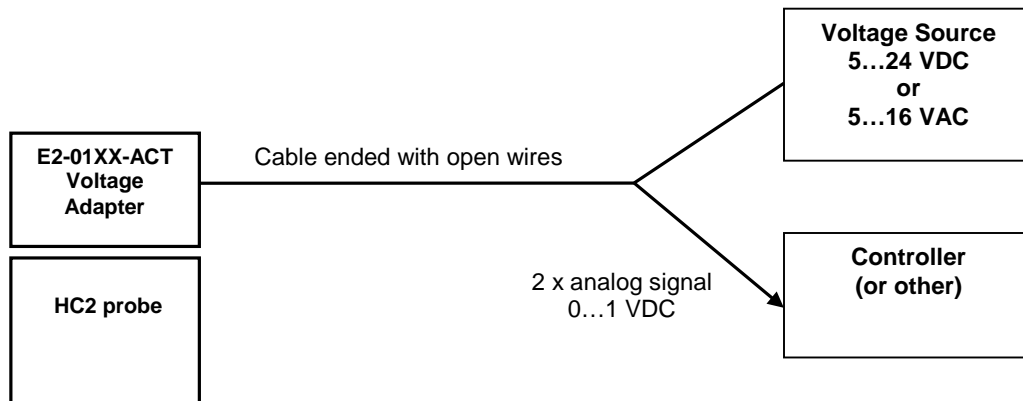 Voltage Source
5…24 VDC
or
5…16 VAC
E2-01XX-ACT
Voltage
Adapter
Cable ended with open wires
Controller
(or other)
2 x analog signal
0…1 VDC
HC2 probe